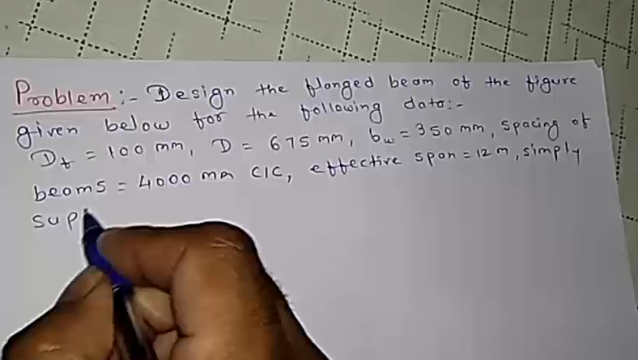 Problem:- Design the flanged beam of the figure
given below for the following data:-
Df = 100 mm, D = 675 mm, bw = 350 mm, spacing of
beams = 4000 mm C/C, effective span = 12 m, simply
sup